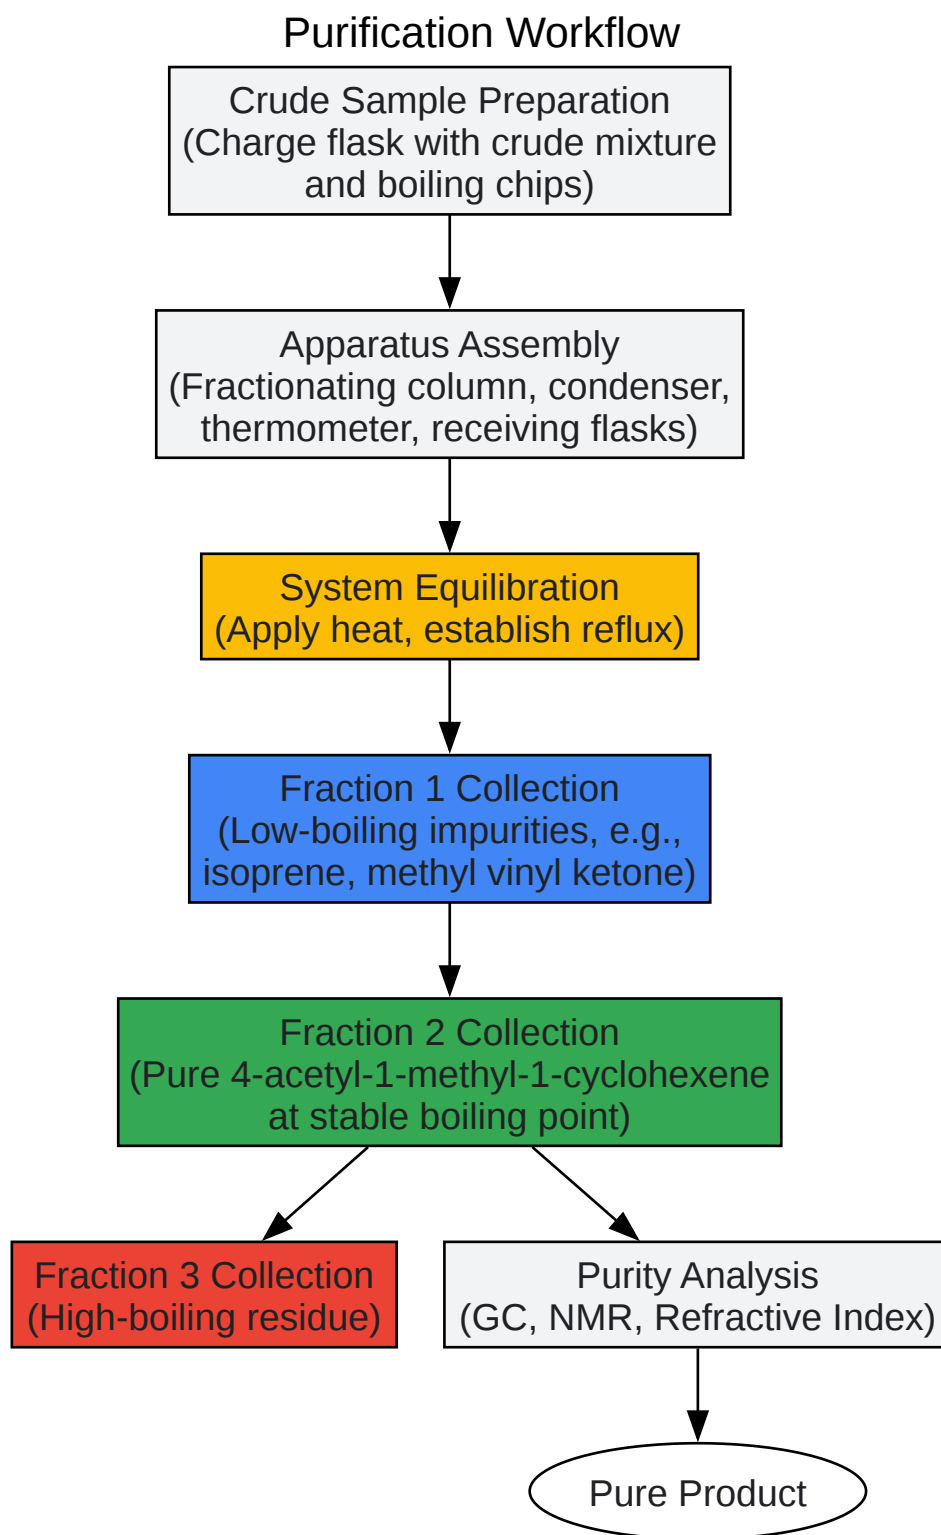 Purification Workflow
Crude Sample Preparation
(Charge flask with crude mixture
and boiling chips)
Apparatus Assembly
(Fractionating column, condenser,
thermometer, receiving flasks)
System Equilibration
(Apply heat, establish reflux)
Fraction 1 Collection
(Low-boiling impurities, e.g.,
isoprene, methyl vinyl ketone)
Fraction 2 Collection
(Pure 4-acetyl-1-methyl-1-cyclohexene
at stable boiling point)
Fraction 3 Collection
(High-boiling residue)
Purity Analysis
(GC, NMR, Refractive Index)
Pure Product